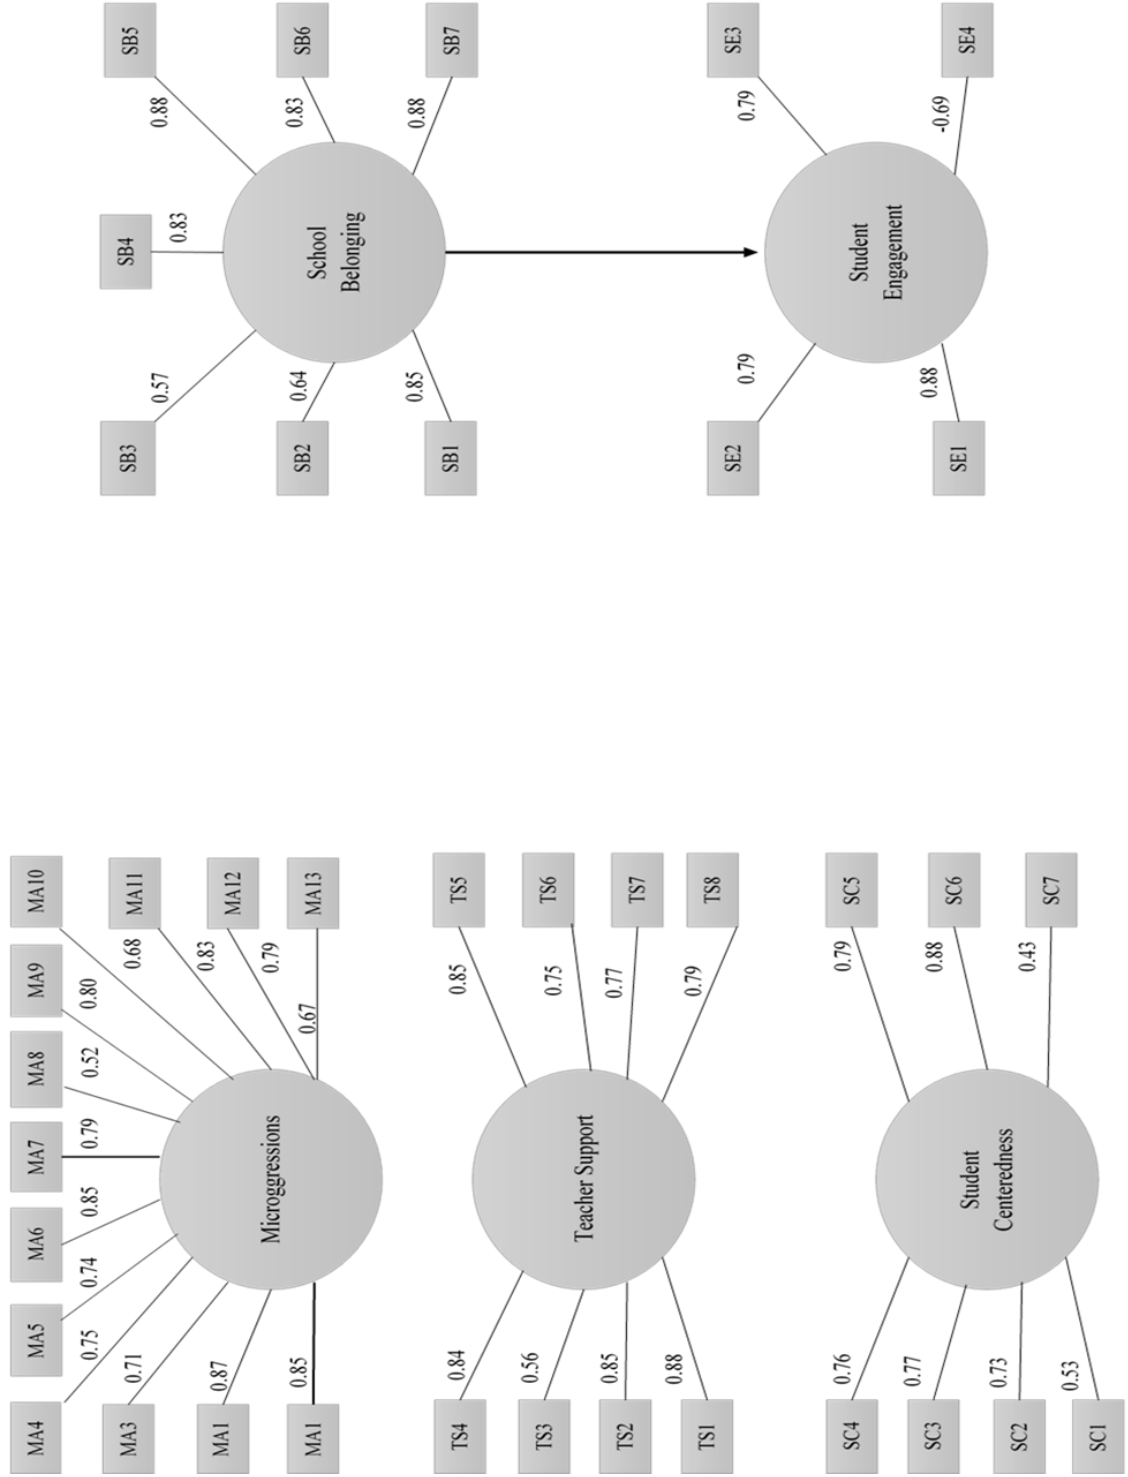 MA4
MA5
MA6
MA7
MA8
MA9
MA10
0.75
0.74
0.85
0.79
0.52
0.80
MA3
0.71
0.68
MA11
MA1
0.87
0.83
MA12
0.79
MA1
0.85
0.67
MA13
Microggressions
TS4
0.84
0.85
TS5
TS3
0.56
0.75
TS6
TS2
0.85
0.77
TS7
TS1
0.88
0.79
TS8
Teacher Support
SC4
0.76
0.79
SC5
SC3
0.77
0.88
SC6
SC2
0.73
0.43
SC7
SC1
0.53
Student
Centeredness
SB3
0.57
SB4
0.83
0.88
SB5
SB2
0.64
0.83
SB6
SB1
0.85
0.88
SB7
School
Belonging
SE2
0.79
0.79
SE3
SE1
0.88
-0.69
SE4
Student
Engagement